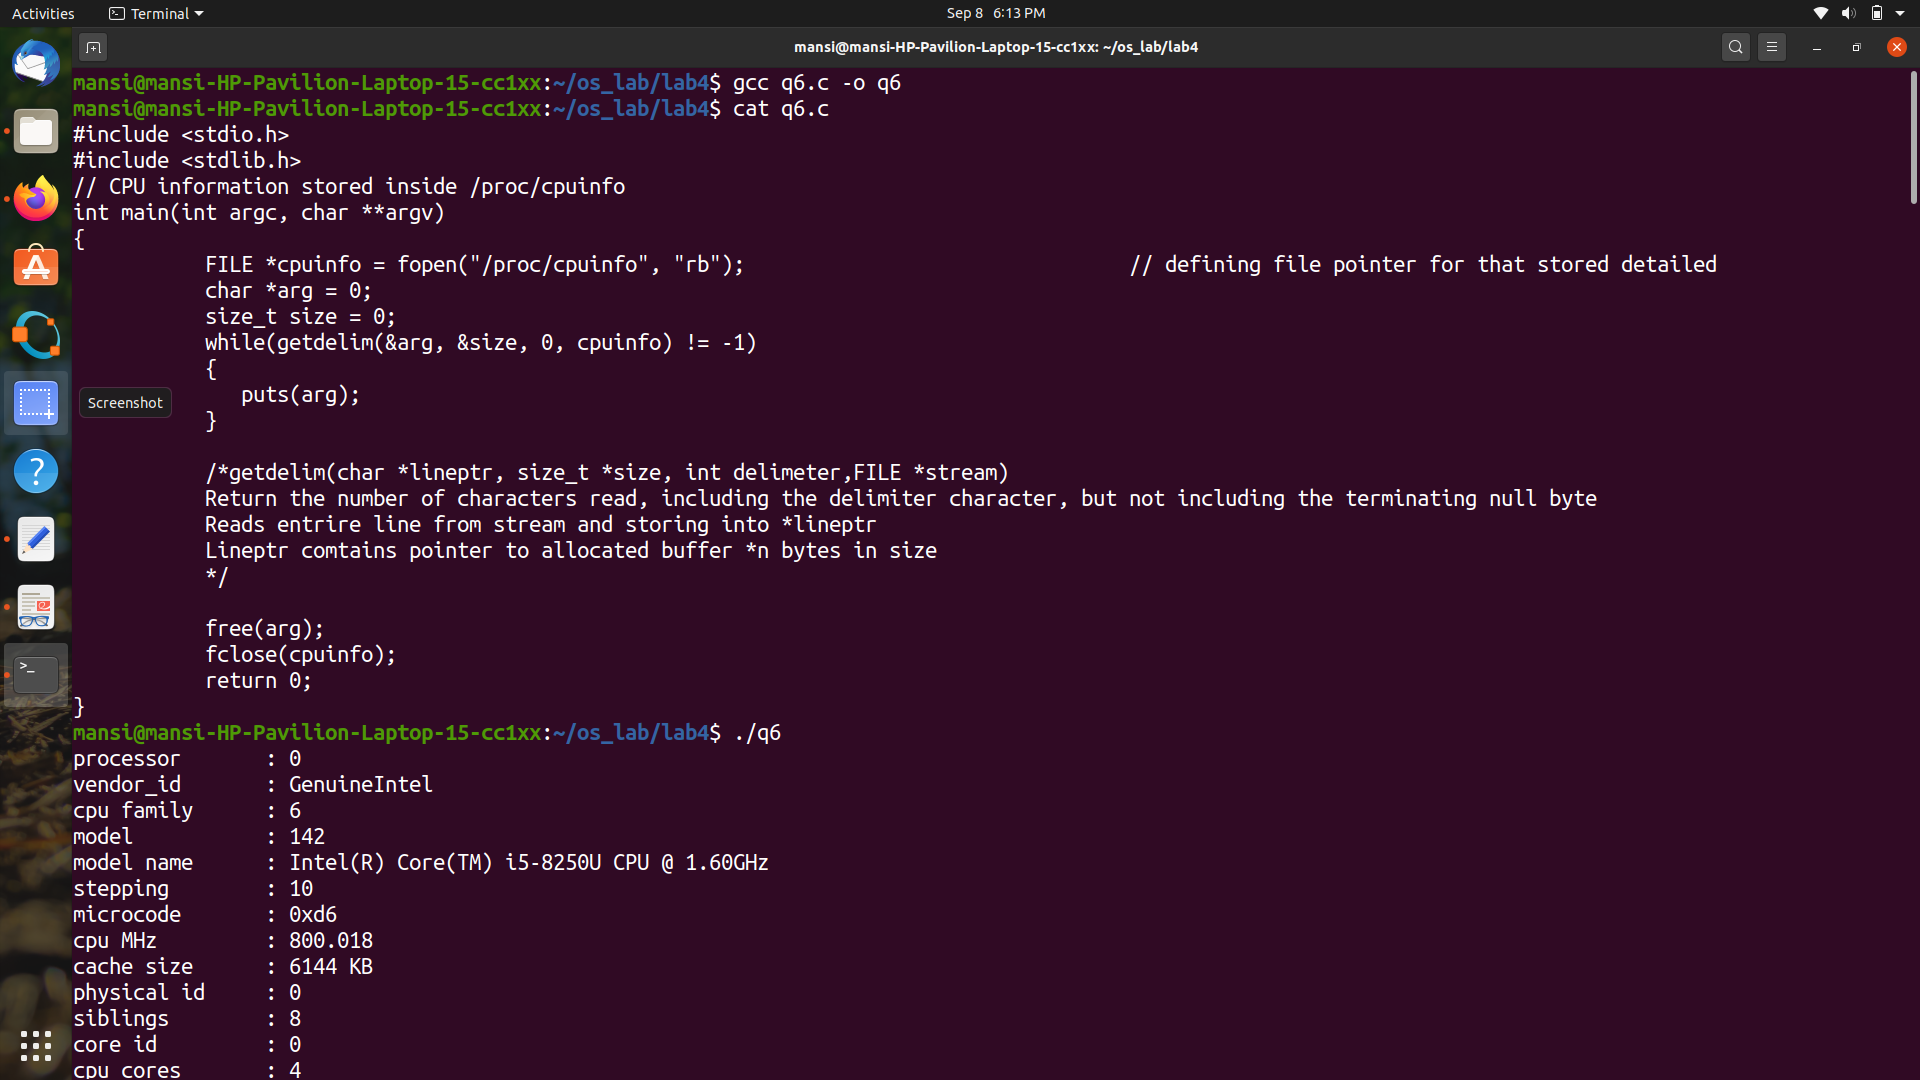 Activities
Terminal
Sep 8 6:13 PM
mansi@mansi-HP-Pavilion-Laptop-15-cc1xx: ~/os_lab/lab4
mansi@mansi-HP-Pavilion-Laptop-15-cc1xx:~/os_lab/lab4$ gcc q6.c -o q6
mansi@mansi-HP-Pavilion-Laptop-15-cc1xx:~/os_lab/lab4$ cat q6.c
#include <stdio.h>
#include <stdlib.h>
// CPU information stored inside /proc/cpuinfo
int main(int argc, char **argv)
{
FILE *cpuinfo = fopen("/proc/cpuinfo", "rb"); // defining file pointer for that stored detailed
char *arg = 0;
size_t size = 0;
while(getdelim(&arg, &size, 0, cpuinfo) != -1)
{
puts(arg);
}
Screenshot
/*getdelim(char *lineptr, size_t *size, int delimeter,FILE *stream)
Return the number of characters read, including the delimiter character, but not including the terminating null byte
Reads entrire line from stream and storing into *lineptr
Lineptr comtains pointer to allocated buffer *n bytes in size
*/
free(arg);
fclose(cpuinfo);
return 0;
}
mansi@mansi-HP-Pavilion-Laptop-15-cc1xx:~/os_lab/lab4$ ./q6
processor : 0
vendor_id : GenuineIntel
cpu family : 6
model : 142
model name : Intel(R) Core(TM) i5-8250U CPU @ 1.60GHz
stepping : 10
microcode : 0xd6
cpu MHz : 800.018
cache size : 6144 KB
physical id : 0
siblings : 8
core id : 0
cpu cores : 4